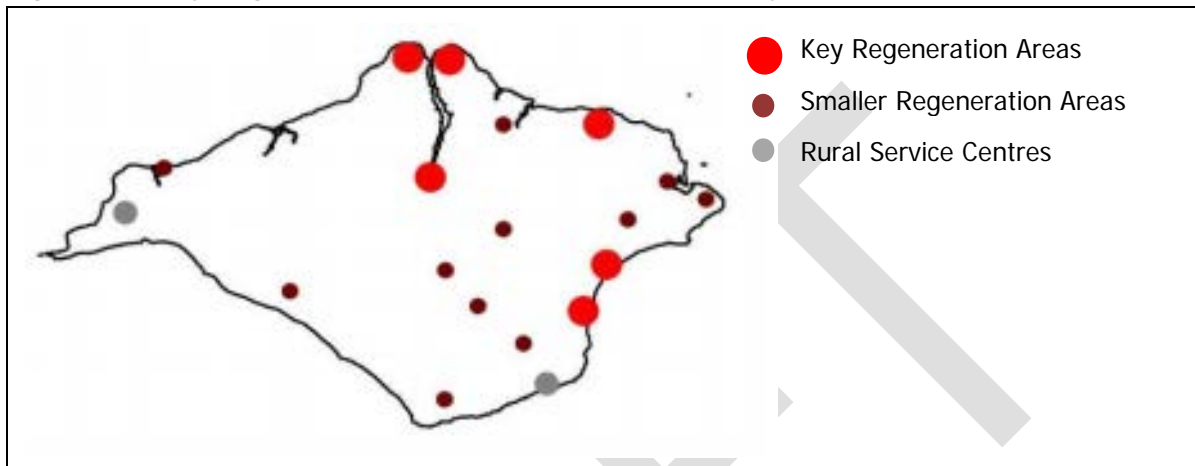 Key Regeneration Areas
Smaller Regeneration Areas
Rural Service Centres